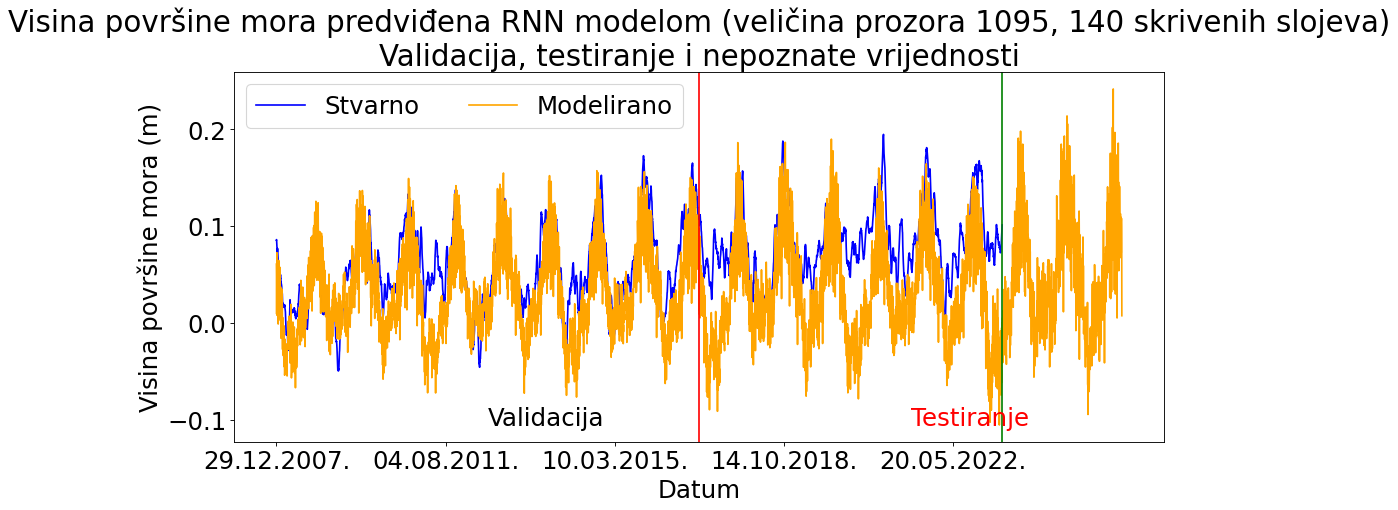 Visina površine mora predviđena RNN modelom (veličina prozora 1095, 140 skrivenih slojeva)
Validacija, testiranje i nepoznate vrijednosti
Stvarno Modelirano
Visina površine mora (m)
0.2
0.1
0.0
−0.1
Validacija Testiranje
29.12.2007. 04.08.2011. 10.03.2015. 14.10.2018. 20.05.2022.
Datum